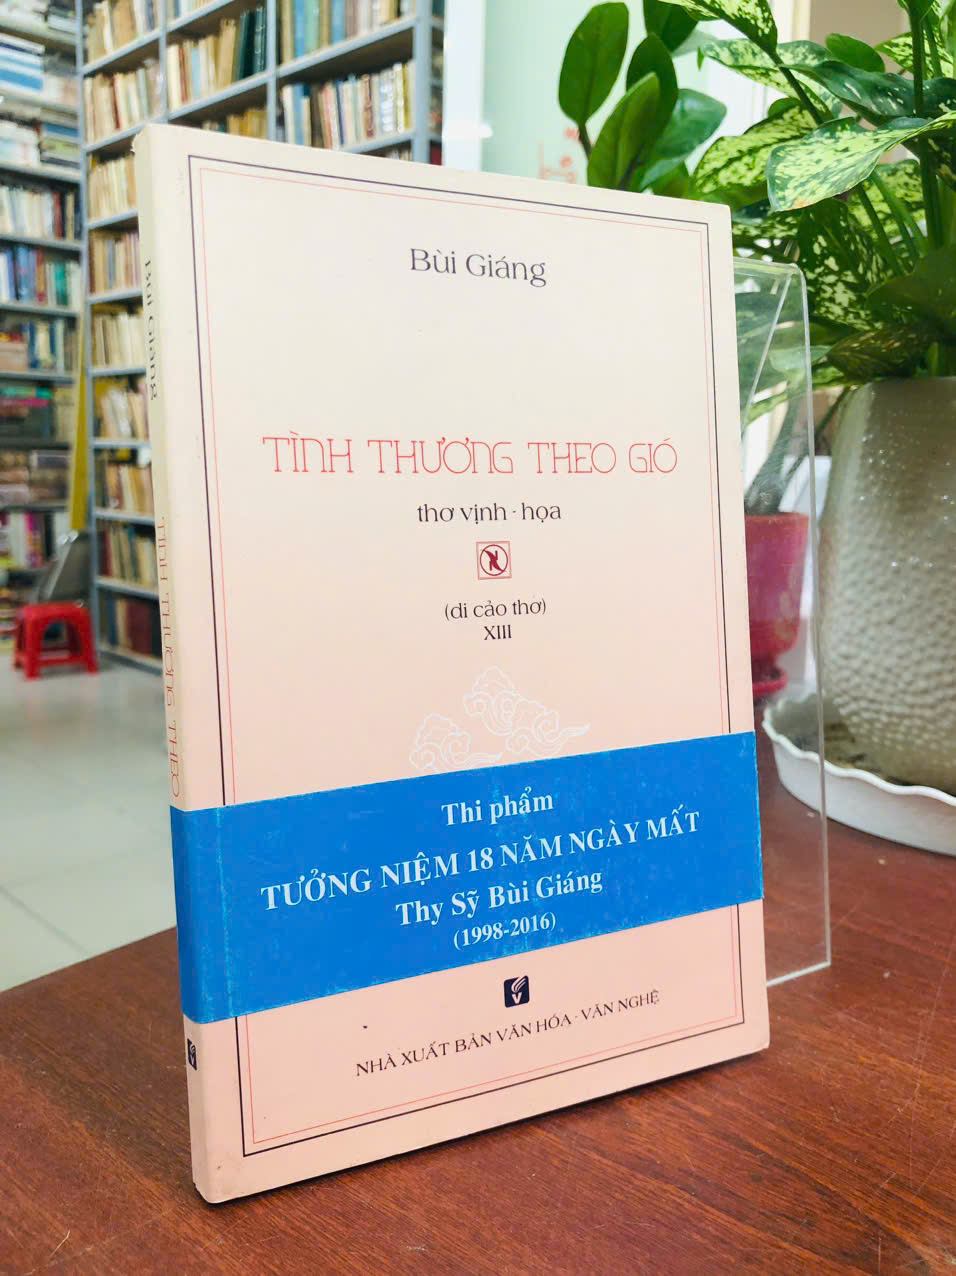 Bùi Giáng
TÌNH THƯƠNG THEO GIÓ
thơ vịnh - họa
(di cảo thơ)
XIII
Thi phẩm
TƯỞNG NIỆM 18 NĂM NGÀY MẤT
Thy Sỹ Bùi Giáng
(1998-2016)
NHÀ XUẤT BẢN VĂN HÓA - VĂN NGHỆ
Bùi Giáng
TÌNH THƯƠNG THEO